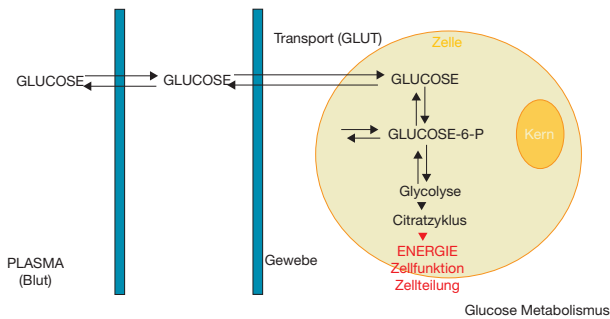 Transport (GLUT)
Zelle
GLUCOSE
GLUCOSE
GLUCOSE
GLUCOSE-6-P
Kern
Glycolyse
Citratzyklus
ENERGIE
Zellfunktion
Zellteilung
PLASMA
(Blut)
Gewebe
Glucose Metabolismus